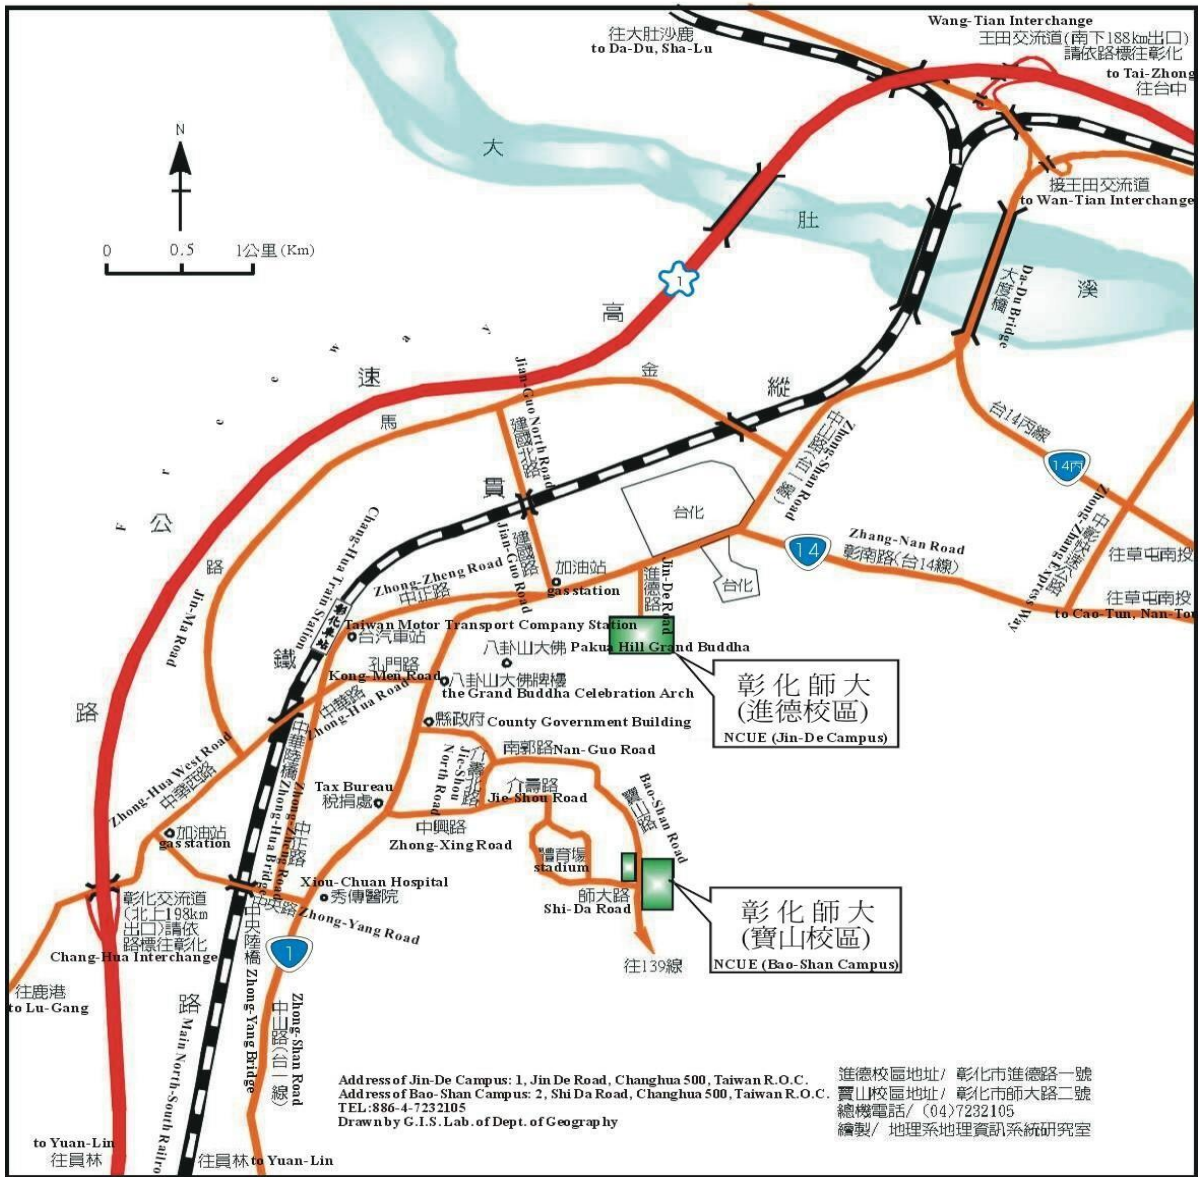 Wang-Tian Interchange
王田交流道(南下188km出口)
請依路標往彰化
往大肚沙鹿
to Da-Du, Sha-Lu
to Tai-Zhong
往台中
N
大
接王田交流道
to Wan-Tian Interchange
肚
0 0.5 1公里(Km)
Da-Du Bridge
大肚橋
溪
1
高
速
公
路
Freeway
馬
金
縱
貫
鐵
路
路
Jin-Ma Road
Jian-Guo North Road
建國北路
Jian-Guo Road
建國路
Zhong-Shan Road
中山路(台一線)
台14丙線
14丙
Zhong-Zhang Express Way
台化
台化
14
Zhang-Nan Road
彰南路(台14線)
往草屯南投
往草屯南投
to Cao-Tun, Nan-Tou
Chang-Hua Train Station
Zhong-Zheng Road
中正路
加油站
gas station
Jin-De Road
進德路
Taiwan Motor Transport Company Station
台汽車站
八卦山大佛
Pakua Hill Grand Buddha
孔門路
Kong-Men Road
八卦山大佛牌樓
the Grand Buddha Celebration Arch
彰化師大
(進德校區)
NCUE (Jin-De Campus)
中華路
Zhong-Hua Road
縣政府
County Government Building
Zhong-Hua West Road
中華西路
中華陸橋
Zhong-Hua Bridge
Zhong-Zheng Road
中正路
南郭路
Nan-Guo Road
介壽北路
Jie-Shou North Road
介壽路
Jie-Shou Road
Tax Bureau
稅捐處
中興路
Zhong-Xing Road
寶山路
Bao-Shan Road
加油站
gas station
體育場
stadium
Xiou-Chuan Hospital
秀傳醫院
師大路
Shi-Da Road
中央路
Zhong-Yang Road
彰化師大
(寶山校區)
NCUE (Bao-Shan Campus)
彰化交流道
(北上198km
出口)請依
路標往彰化
Chang-Hua Interchange
中央陸橋
Zhong-Yang Bridge
1
往139線
往鹿港
to Lu-Gang
Main North-South Railro
Zhong-Shan Road
中山路(台一線)
Address of Jin-De Campus: 1, Jin De Road, Changhua 500, Taiwan R.O.C.
Address of Bao-Shan Campus: 2, Shi Da Road, Changhua 500, Taiwan R.O.C.
TEL:886-4-7232105
Drawn by G.I.S. Lab. of Dept. of Geography
進德校區地址/ 彰化市進德路一號
寶山校區地址/ 彰化市師大路二號
總機電話/ (04)7232105
繪製/ 地理系地理資訊系統研究室
to Yuan-Lin
往員林
往員林 to Yuan-Lin